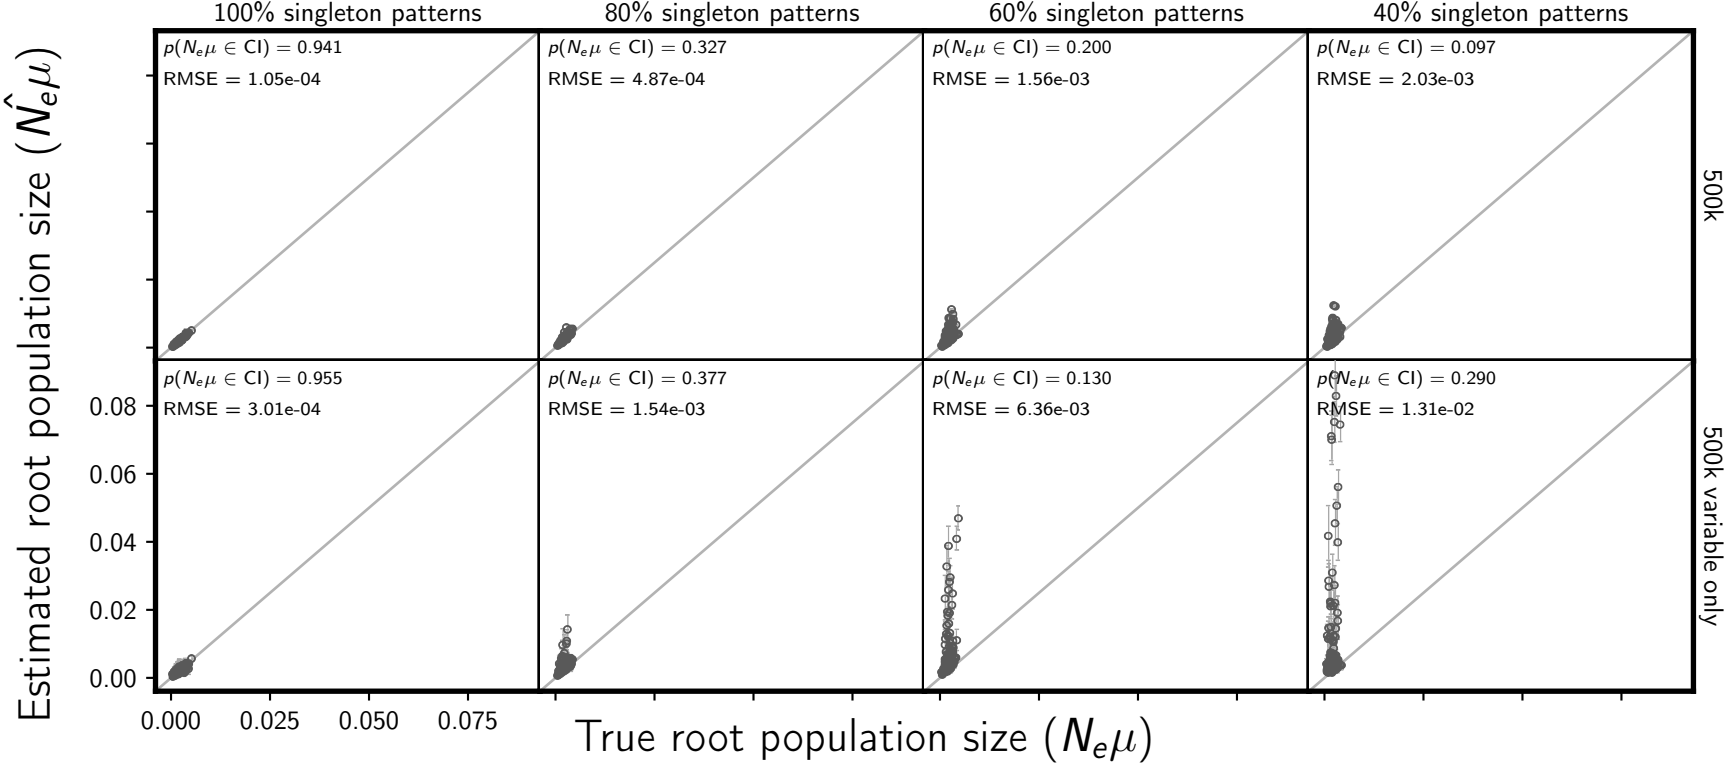 100% singleton patterns
80% singleton patterns
60% singleton patterns
40% singleton patterns
p(Nₑμ ∈ CI) = 0.941
RMSE = 1.05e-04
p(Nₑμ ∈ CI) = 0.327
RMSE = 4.87e-04
p(Nₑμ ∈ CI) = 0.200
RMSE = 1.56e-03
p(Nₑμ ∈ CI) = 0.097
RMSE = 2.03e-03
500k
p(Nₑμ ∈ CI) = 0.955
RMSE = 3.01e-04
p(Nₑμ ∈ CI) = 0.377
RMSE = 1.54e-03
p(Nₑμ ∈ CI) = 0.130
RMSE = 6.36e-03
p(Nₑμ ∈ CI) = 0.290
RMSE = 1.31e-02
500k variable only
Estimated root population size (N̂ₑμ)
0.08
0.06
0.04
0.02
0.00
0.000
0.025
0.050
0.075
True root population size (Nₑμ)